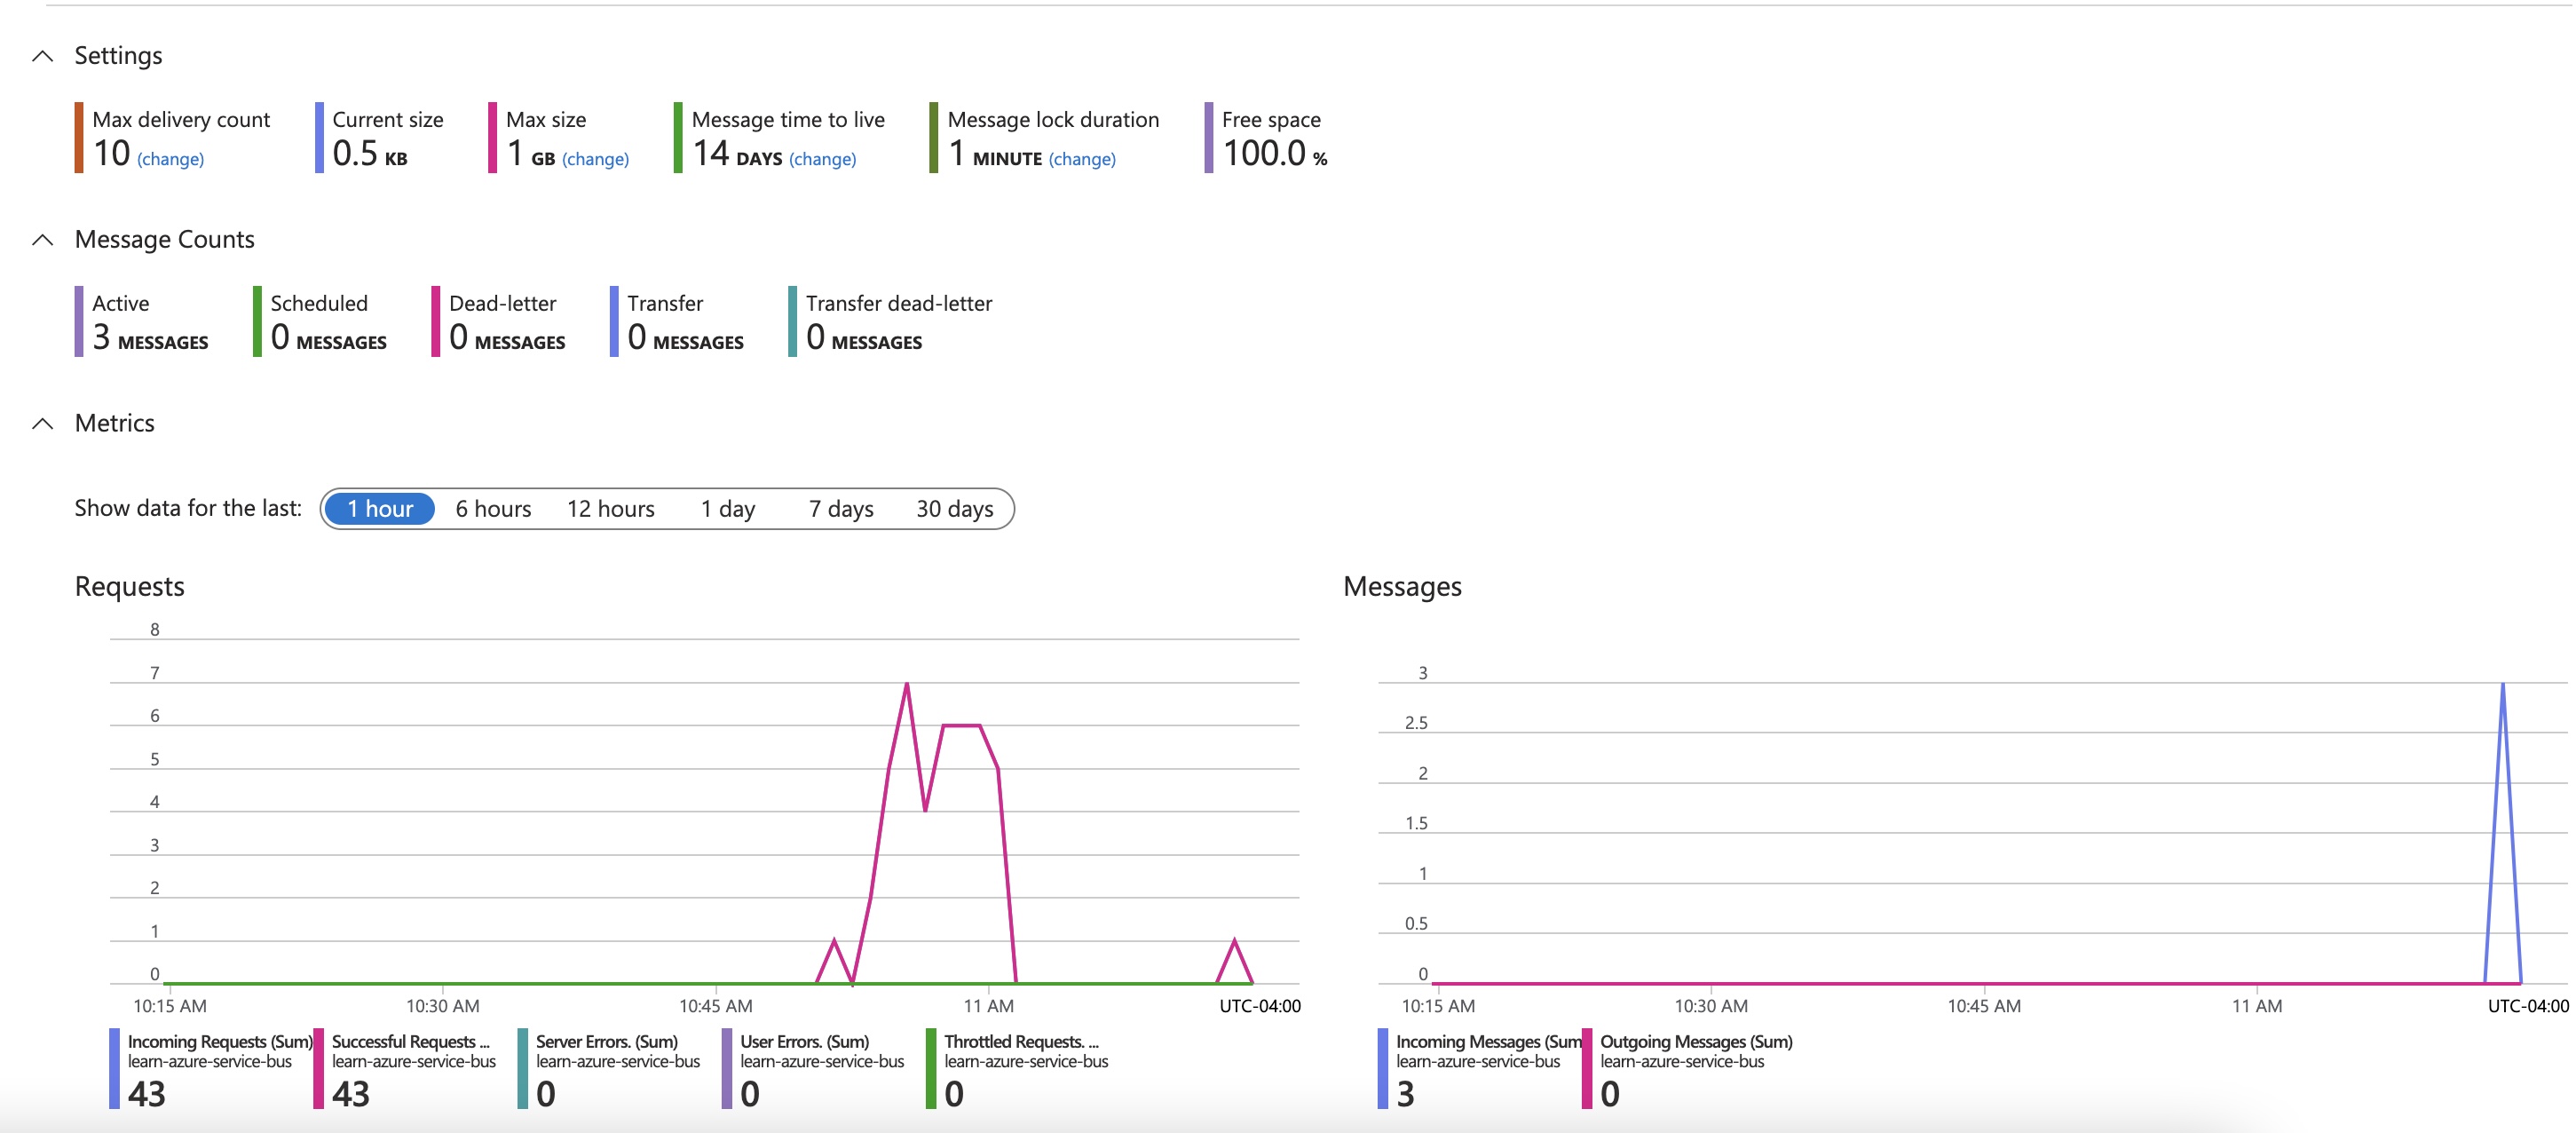 Settings
Max delivery count Current size Max size Message time to live Message lock duration Free space
10 (change) 0.5 KB 1 GB (change) 14 DAYS (change) 1 MINUTE (change) 100.0 %
Message Counts
Active Scheduled Dead-letter Transfer Transfer dead-letter
3 MESSAGES 0 MESSAGES 0 MESSAGES 0 MESSAGES 0 MESSAGES
Metrics
Show data for the last: 1 hour 6 hours 12 hours 1 day 7 days 30 days
Requests
8
7
6
5
4
3
2
1
0
10:15 AM 10:30 AM 10:45 AM 11 AM UTC-04:00
Incoming Requests (Sum) Successful Requests ... Server Errors. (Sum) User Errors. (Sum) Throttled Requests. ...
learn-azure-service-bus learn-azure-service-bus learn-azure-service-bus learn-azure-service-bus learn-azure-service-bus
43 43 0 0 0
Messages
3
2.5
2
1.5
1
0.5
0
10:15 AM 10:30 AM 10:45 AM 11 AM UTC-04:00
Incoming Messages (Sum Outgoing Messages (Sum)
learn-azure-service-bus learn-azure-service-bus
3 0